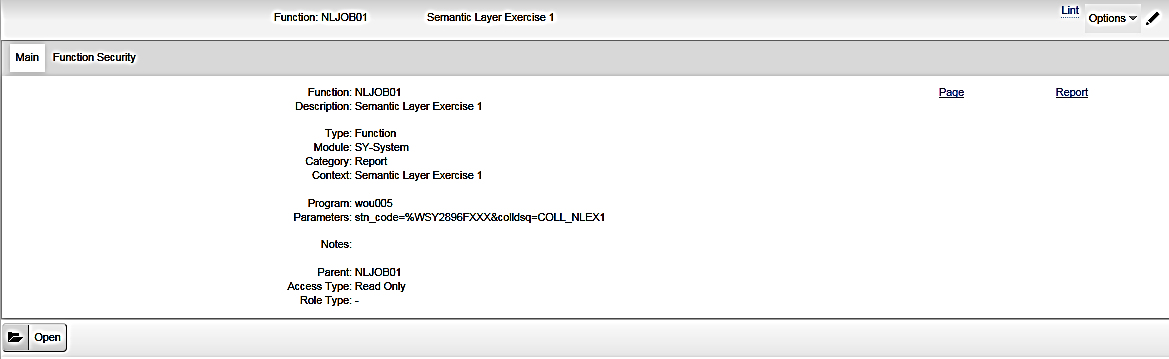 Function: NLJOB01 Semantic Layer Exercise 1 Lint Options
Main Function Security
Function: NLJOB01 Page Report
Description: Semantic Layer Exercise 1
Type: Function
Module: SY-System
Category: Report
Context: Semantic Layer Exercise 1
Program: wou005
Parameters: stn_code=%WSY2896FXXX&colldsq=COLL_NLEX1
Notes:
Parent: NLJOB01
Access Type: Read Only
Role Type: -
Open